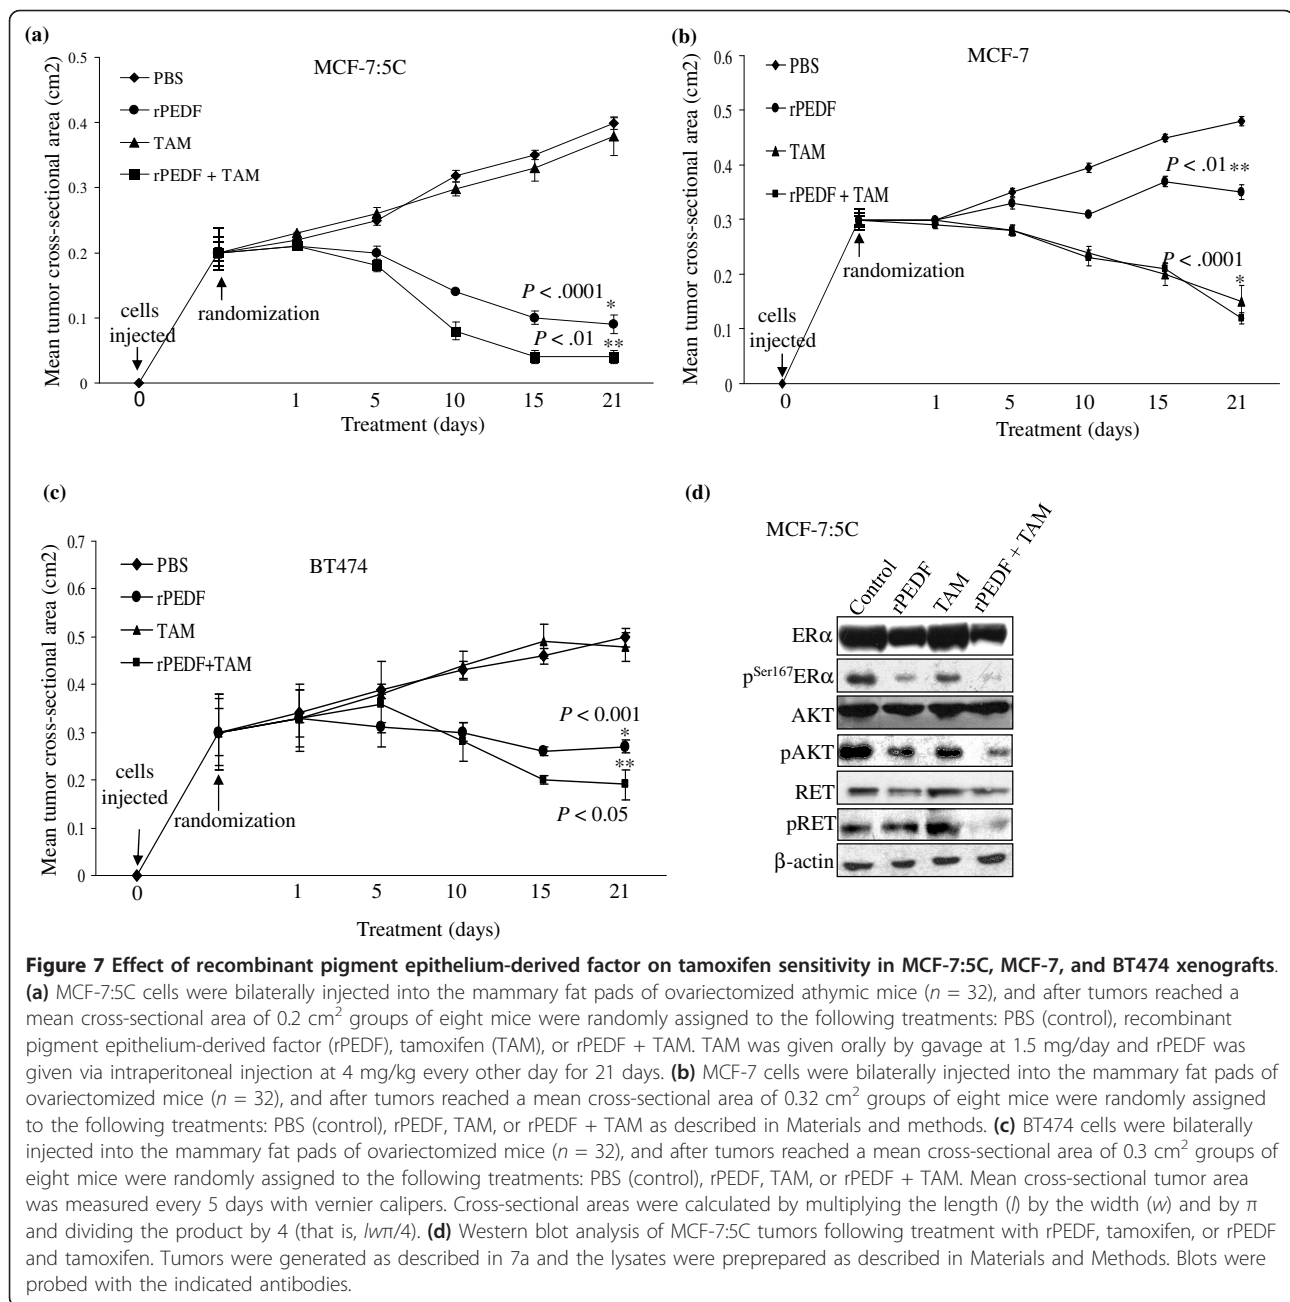 (a)
MCF-7:5C
Mean tumor cross-sectional area (cm2)
0.5
0.4
0.3
0.2
0.1
0
PBS
rPEDF
TAM
rPEDF + TAM
cells
injected
randomization
P < .0001
*
P < .01
**
0 1 5 10 15 21
Treatment (days)
(b)
MCF-7
Mean tumor cross-sectional area (cm2)
0.6
0.5
0.4
0.3
0.2
0.1
0
PBS
rPEDF
TAM
rPEDF + TAM
cells
injected
randomization
P < .01 **
P < .0001
*
0 1 5 10 15 21
Treatment (days)
(c)
BT474
Mean tumor cross-sectional area (cm2)
0.7
0.6
0.5
0.4
0.3
0.2
0.1
0
PBS
rPEDF
TAM
rPEDF+TAM
cells
injected
randomization
P < 0.001
*
**
P < 0.05
0 1 5 10 15 21
Treatment (days)
(d)
MCF-7:5C
Control rPEDF TAM rPEDF + TAM
ERα
pSer167ERα
AKT
pAKT
RET
pRET
β-actin
Figure 7 Effect of recombinant pigment epithelium-derived factor on tamoxifen sensitivity in MCF-7:5C, MCF-7, and BT474 xenografts.
(a) MCF-7:5C cells were bilaterally injected into the mammary fat pads of ovariectomized athymic mice (n = 32), and after tumors reached a
mean cross-sectional area of 0.2 cm² groups of eight mice were randomly assigned to the following treatments: PBS (control), recombinant
pigment epithelium-derived factor (rPEDF), tamoxifen (TAM), or rPEDF + TAM. TAM was given orally by gavage at 1.5 mg/day and rPEDF was
given via intraperitoneal injection at 4 mg/kg every other day for 21 days. (b) MCF-7 cells were bilaterally injected into the mammary fat pads of
ovariectomized mice (n = 32), and after tumors reached a mean cross-sectional area of 0.32 cm² groups of eight mice were randomly assigned
to the following treatments: PBS (control), rPEDF, TAM, or rPEDF + TAM as described in Materials and methods. (c) BT474 cells were bilaterally
injected into the mammary fat pads of ovariectomized mice (n = 32), and after tumors reached a mean cross-sectional area of 0.3 cm² groups of
eight mice were randomly assigned to the following treatments: PBS (control), rPEDF, TAM, or rPEDF + TAM. Mean cross-sectional tumor area
was measured every 5 days with vernier calipers. Cross-sectional areas were calculated by multiplying the length (l) by the width (w) and by π
and dividing the product by 4 (that is, lwπ/4). (d) Western blot analysis of MCF-7:5C tumors following treatment with rPEDF, tamoxifen, or rPEDF
and tamoxifen. Tumors were generated as described in 7a and the lysates were preprepared as described in Materials and Methods. Blots were
probed with the indicated antibodies.